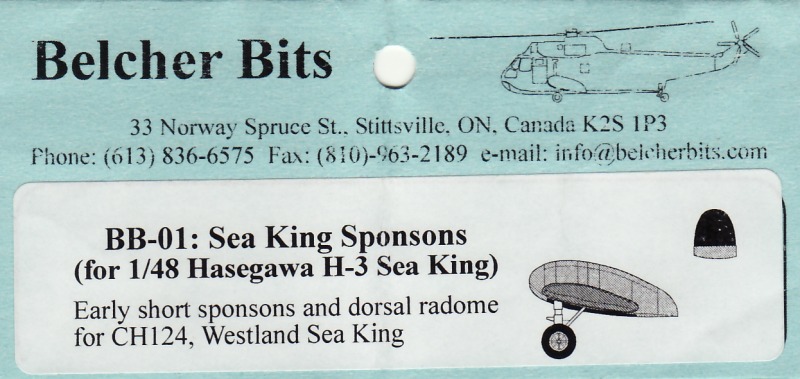 Belcher Bits
33 Norway Spruce St., Stittsville, ON, Canada K2S 1P3
Phone: (613) 836-6575 Fax: (810)-963-2189 e-mail: info@belcherbits.com
BB-01: Sea King Sponsons
(for 1/48 Hasegawa H-3 Sea King)
Early short sponsons and dorsal radome
for CH124, Westland Sea King